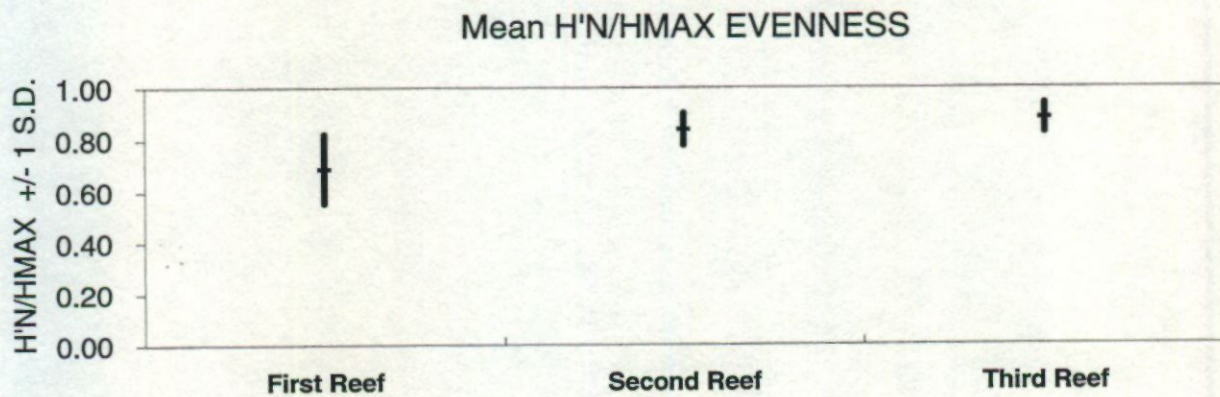 Mean H'N/HMAX EVENNESS
H'N/HMAX +/- 1 S.D.
1.00
0.80
0.60
0.40
0.20
0.00
First Reef
Second Reef
Third Reef